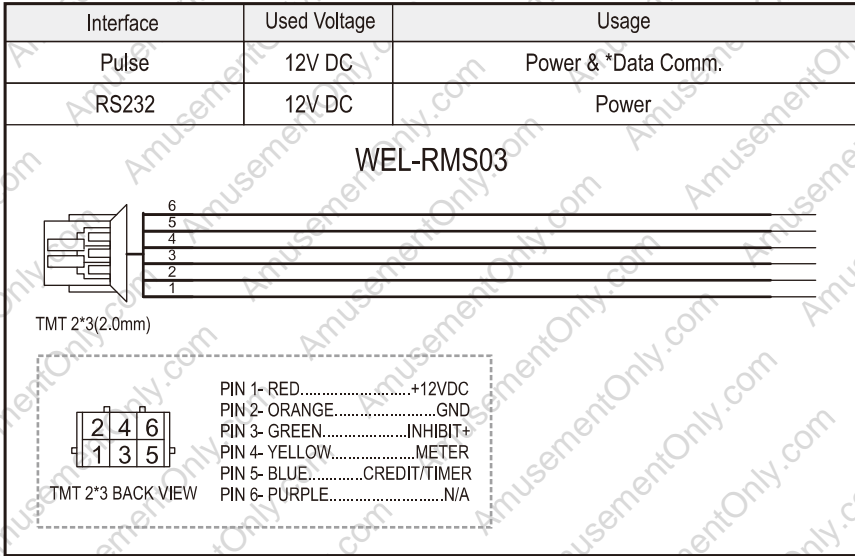 Interface Used Voltage Usage
Pulse 12V DC Power & *Data Comm.
RS232 12V DC Power
WEL-RMS03
6
5
4
3
2
1
TMT 2*3(2.0mm)
PIN 1- RED......................+12VDC
PIN 2- ORANGE....................GND
PIN 3- GREEN................INHIBIT+
PIN 4- YELLOW................METER
PIN 5- BLUE...........CREDIT/TIMER
PIN 6- PURPLE......................N/A
2 4 6
1 3 5
TMT 2*3 BACK VIEW
AmusementOnly.com